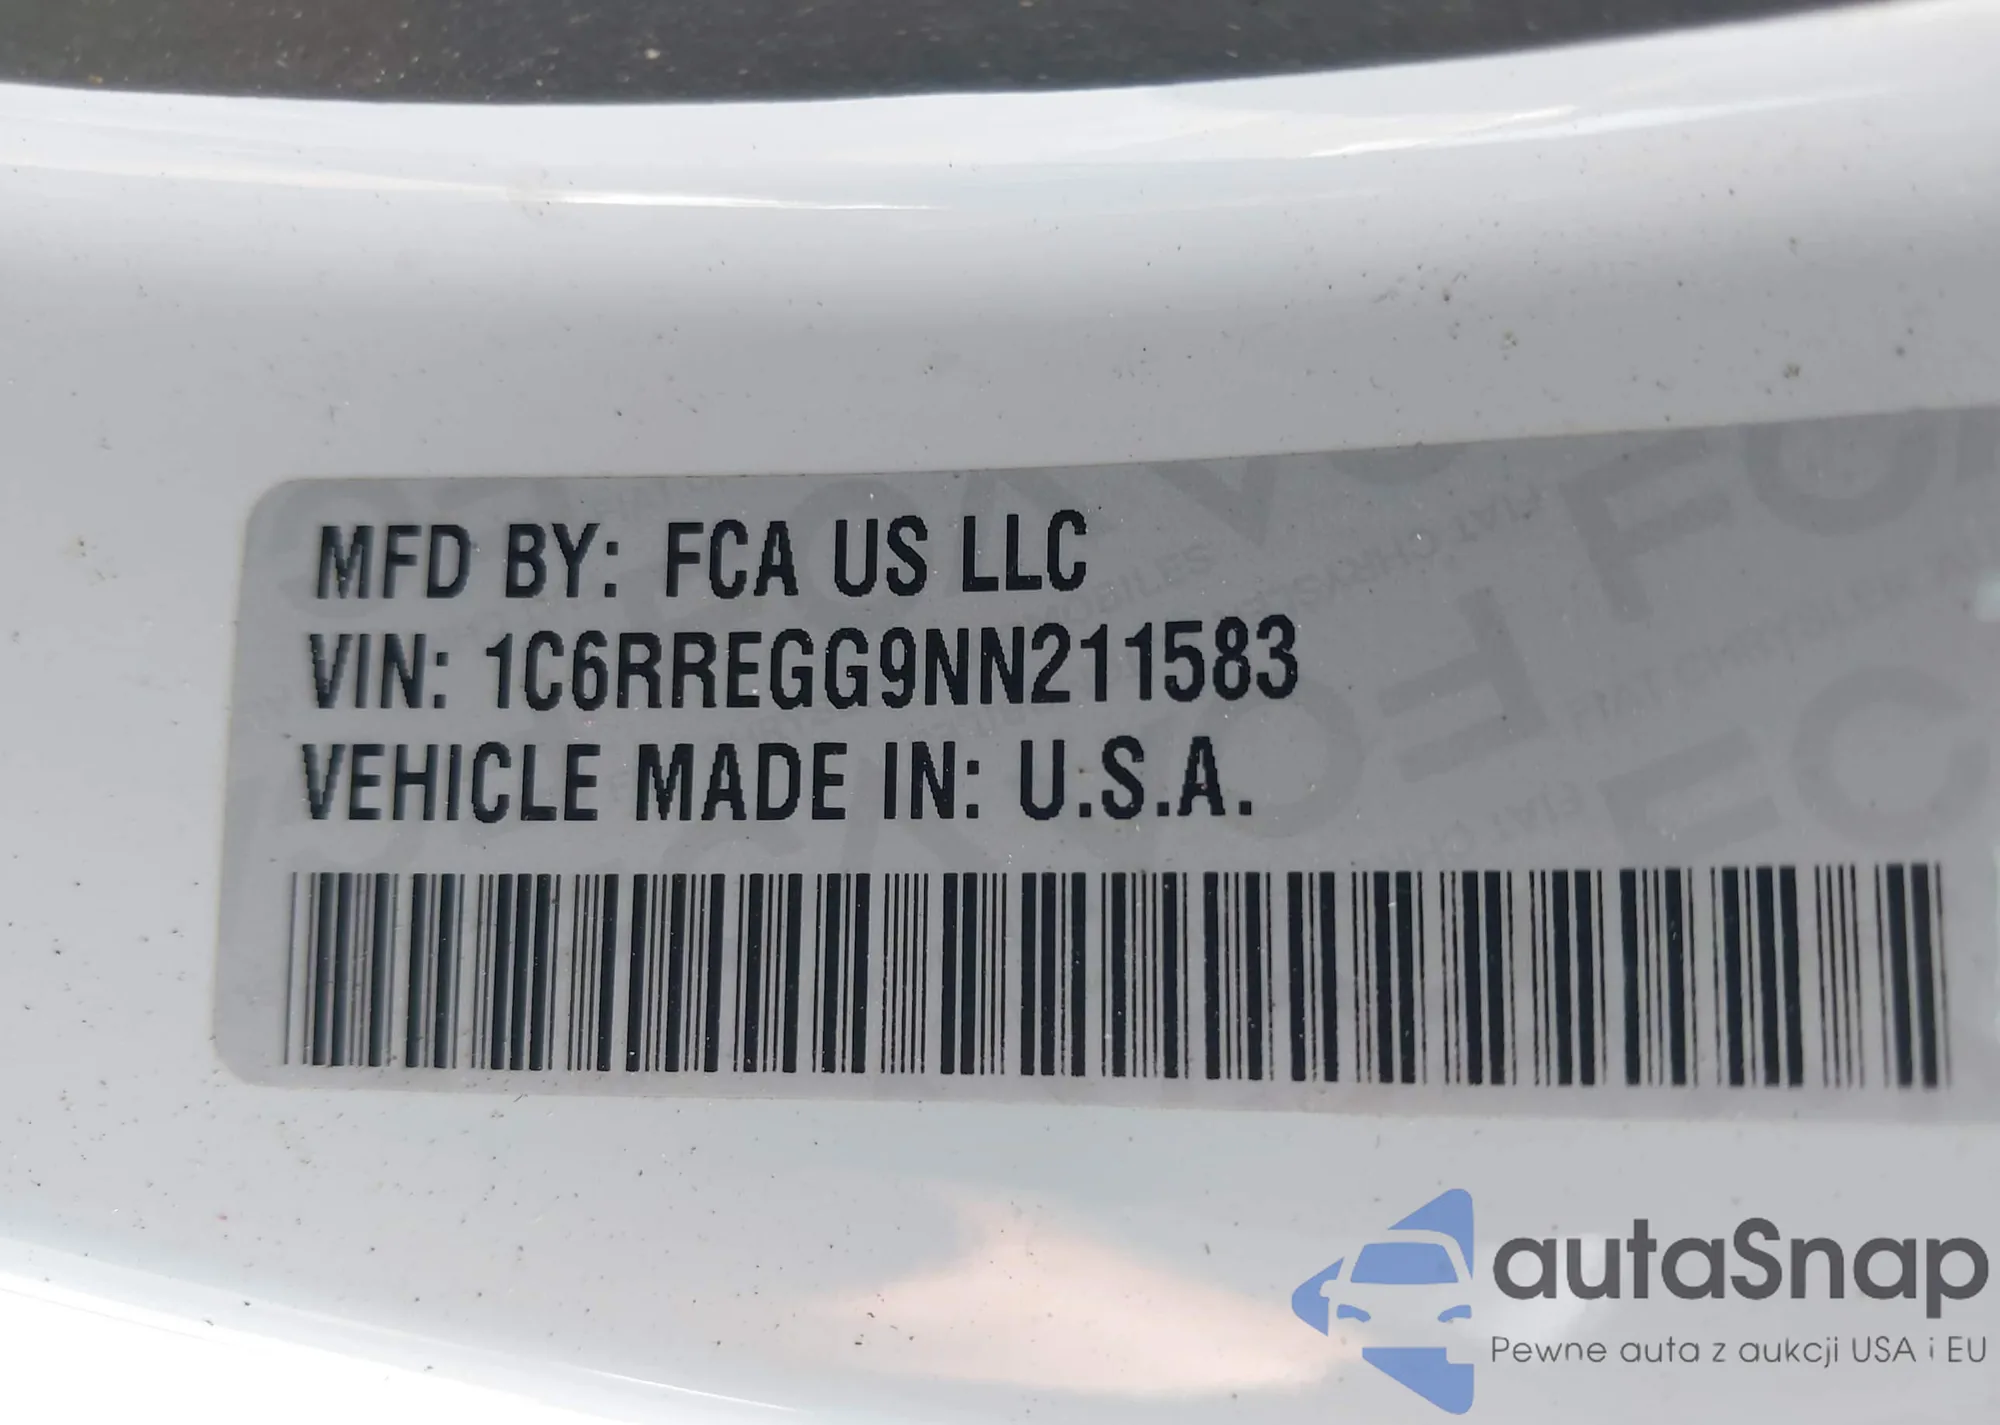 MFD BY: FCA US LLC
VIN: 1C6RREGG9NN211583
VEHICLE MADE IN: U.S.A.
autaSnap
Pewne auta z aukcji USA i EU